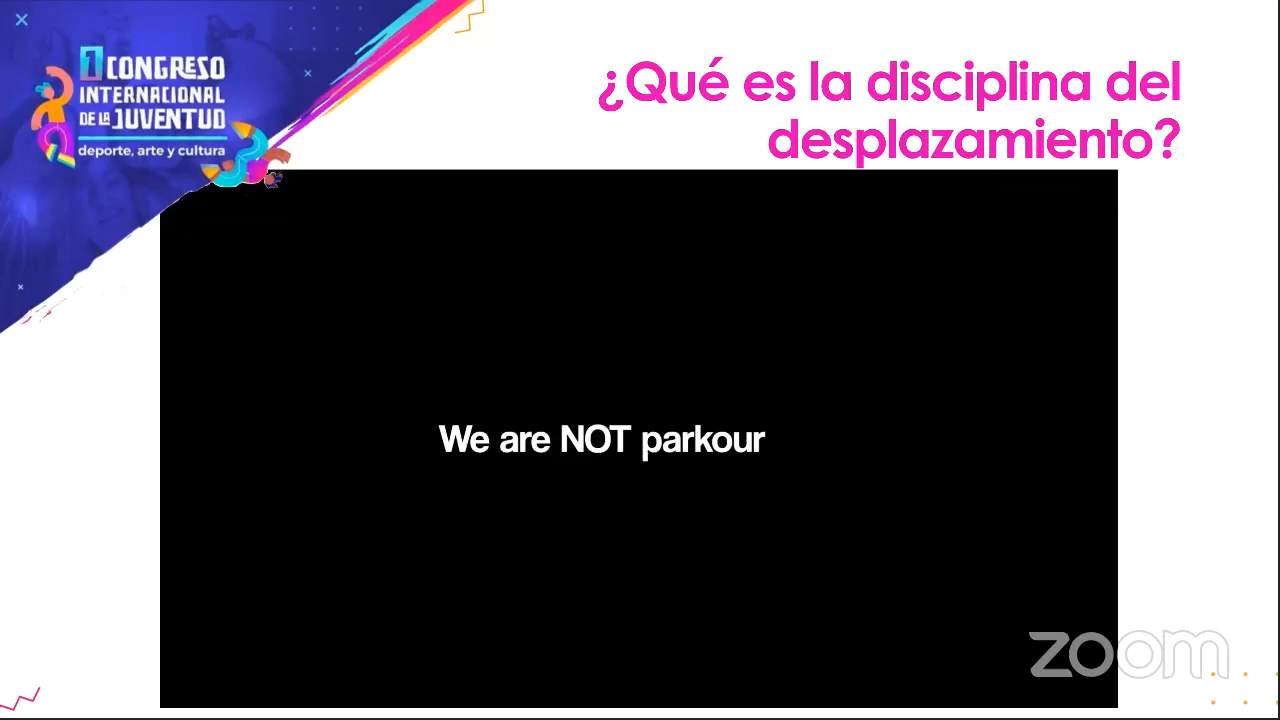 1 CONGRESO
INTERNACIONAL
DE LA JUVENTUD
deporte, arte y cultura
¿Qué es la disciplina del
desplazamiento?
We are NOT parkour
zoom